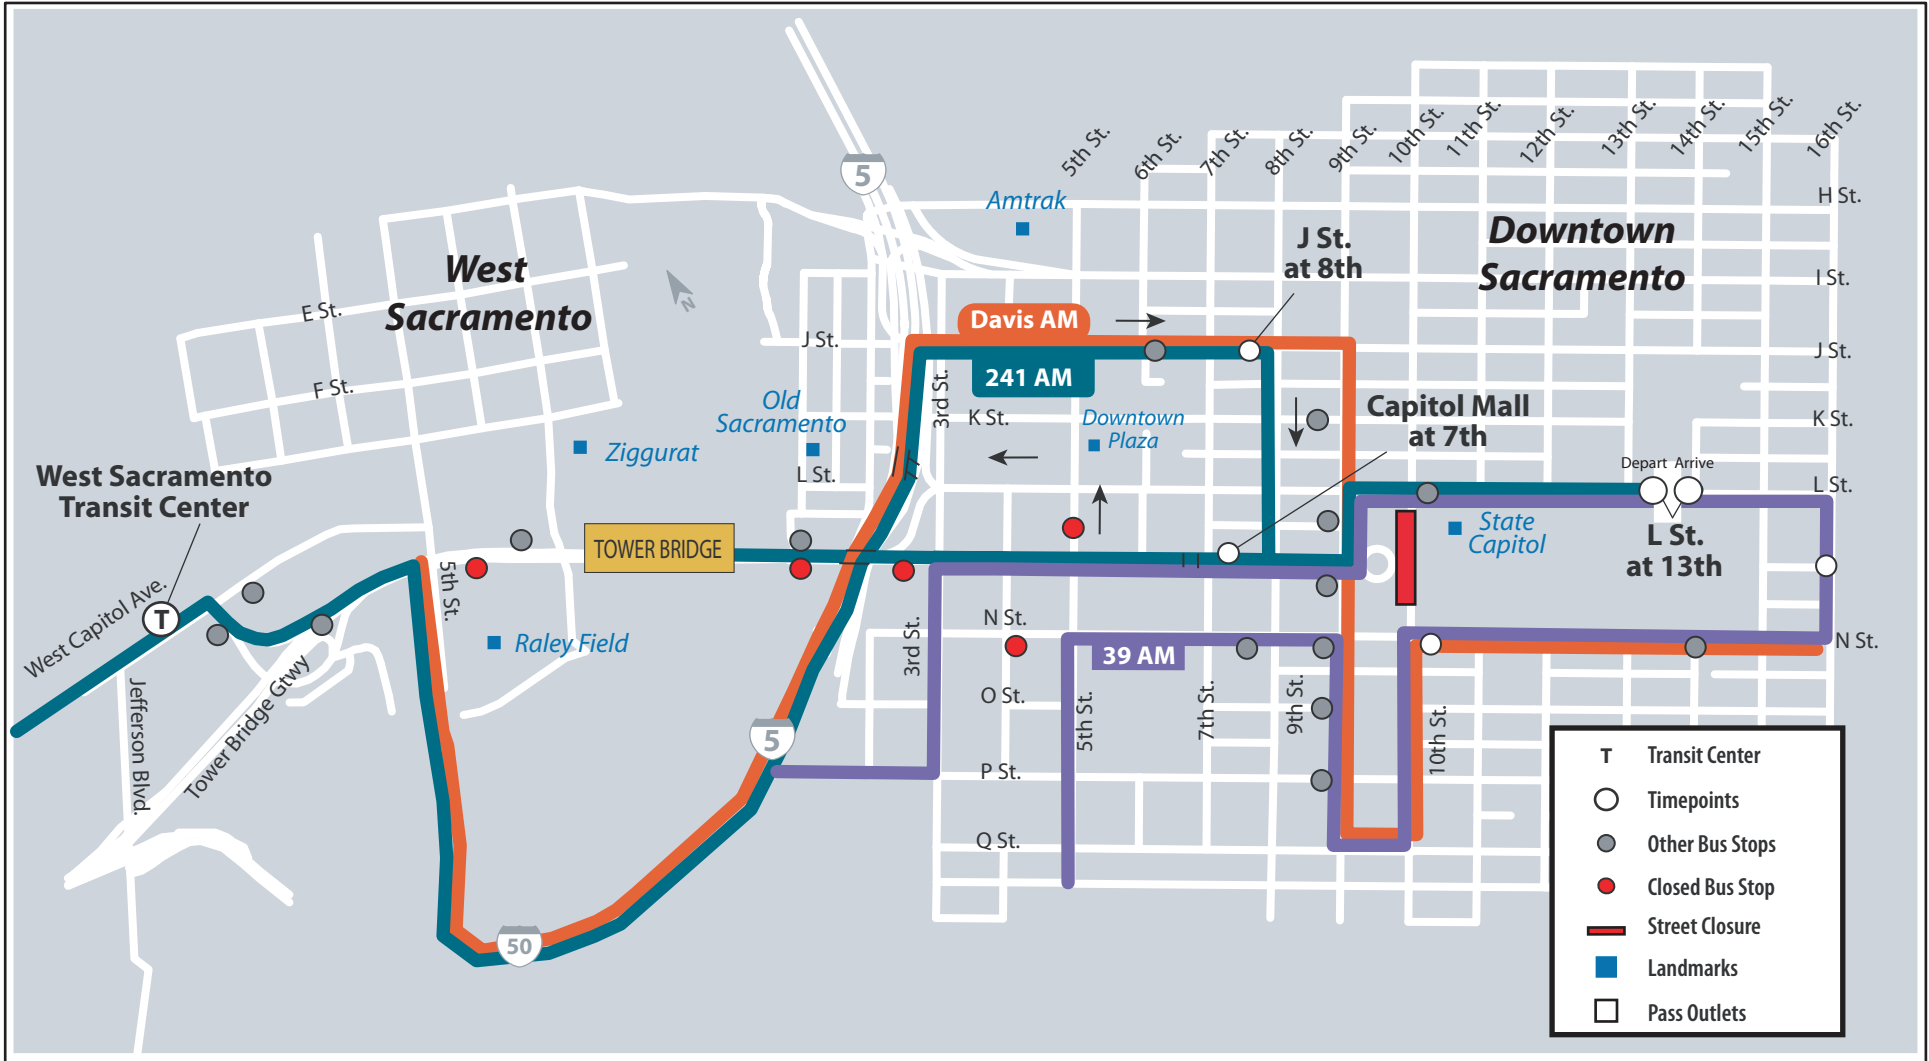 5th St.
6th St.
7th St.
8th St.
9th St.
10th St.
11th St.
12th St.
13th St.
14th St.
15th St.
16th St.
5
Amtrak
H St.
J St.
at 8th
Downtown
Sacramento
West
Sacramento
N
I St.
E St.
Davis AM
J St.
J St.
241 AM
F St.
3rd St.
Old
Sacramento
K St.
Downtown
Plaza
Capitol Mall
at 7th
K St.
Ziggurat
Depart
Arrive
L St.
L St.
West Sacramento
Transit Center
State
Capitol
L St.
at 13th
TOWER BRIDGE
5th St.
West Capitol Ave.
T
Raley Field
N St.
3rd St.
39 AM
N St.
Jefferson Blvd.
Tower Bridge Gtwy
O St.
5th St.
7th St.
9th St.
10th St.
5
P St.
Q St.
50
T Transit Center
Timepoints
Other Bus Stops
Closed Bus Stop
Street Closure
Landmarks
Pass Outlets